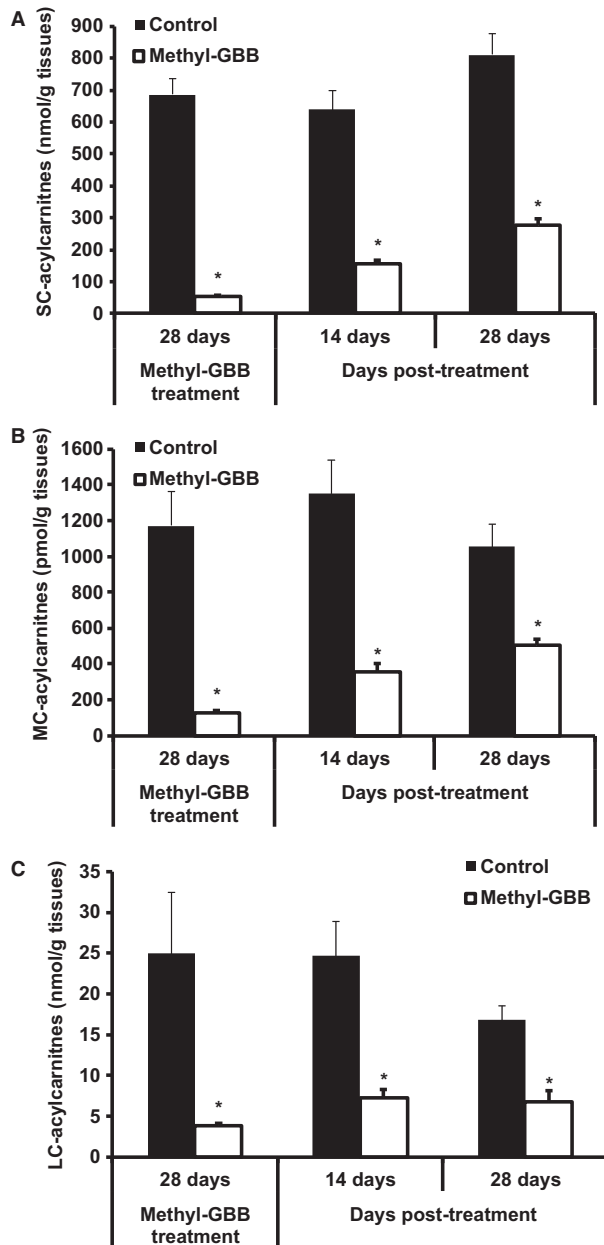 A
Control
Methyl-GBB
SC-acylcarnitnes (nmol/g tissues)
900
800
700
600
500
400
300
200
100
0
*
*
*
28 days
14 days
28 days
Methyl-GBB
treatment
Days post-treatment
B
Control
Methyl-GBB
MC-acylcarnitnes (pmol/g tissues)
1600
1400
1200
1000
800
600
400
200
0
*
*
*
28 days
14 days
28 days
Methyl-GBB
treatment
Days post-treatment
C
Control
Methyl-GBB
LC-acylcarnitnes (nmol/g tissues)
35
30
25
20
15
10
5
0
*
*
*
28 days
14 days
28 days
Methyl-GBB
treatment
Days post-treatment